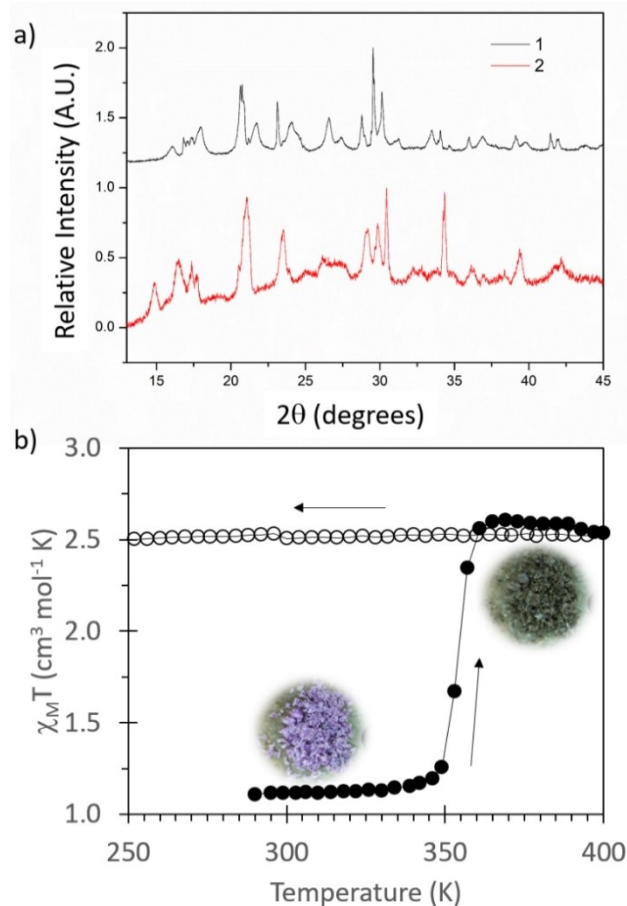 a)
Relative Intensity (A.U.)
2.0
1.5
1.0
0.5
0.0
1
2
15 20 25 30 35 40 45
2θ (degrees)
b)
χMT (cm³ mol⁻¹ K)
3.0
2.5
2.0
1.5
1.0
250 300 350 400
Temperature (K)